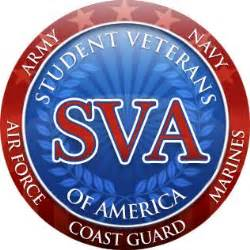 ARMY
NAVY
STUDENT VETERANS
SVA
OF AMERICA
AIR FORCE
COAST GUARD
MARINES